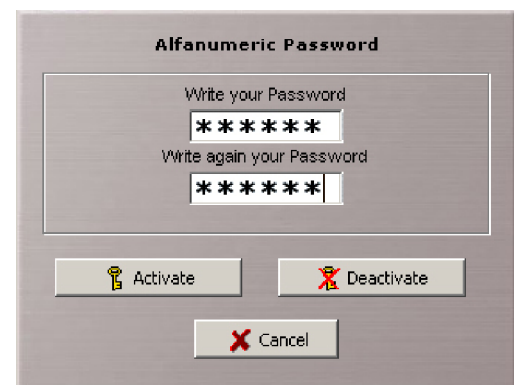 Alfanumeric Password
Write your Password
******
Write again your Password
******
Activate
Deactivate
Cancel